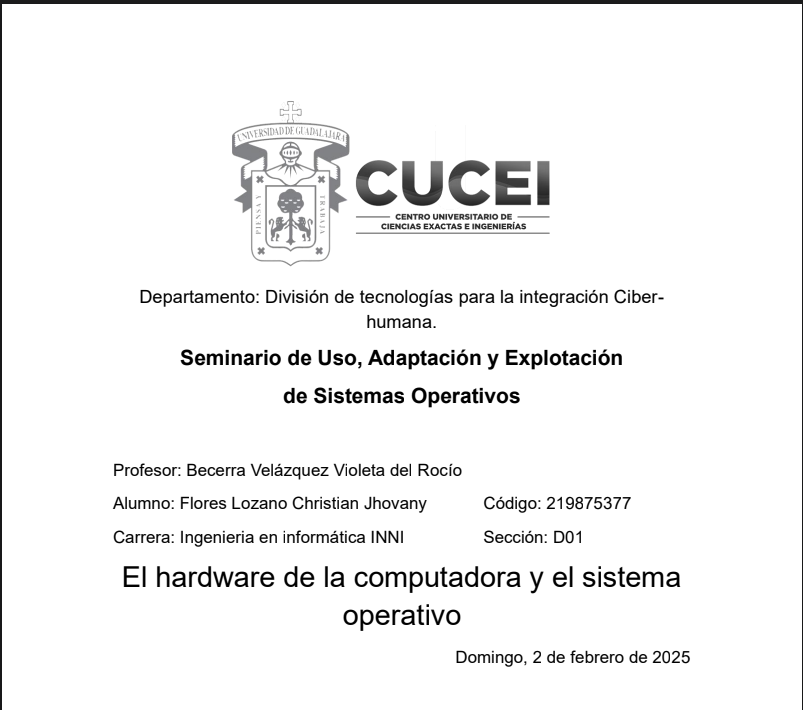 UNIVERSIDAD DE GUADALAJARA
PIENSA Y
TRABAJA
CUCEI
CENTRO UNIVERSITARIO DE
CIENCIAS EXACTAS E INGENIERÍAS
Departamento: División de tecnologías para la integración Ciber-
humana.
Seminario de Uso, Adaptación y Explotación
de Sistemas Operativos
Profesor: Becerra Velázquez Violeta del Rocío
Alumno: Flores Lozano Christian Jhovany Código: 219875377
Carrera: Ingenieria en informática INNI Sección: D01
El hardware de la computadora y el sistema
operativo
Domingo, 2 de febrero de 2025